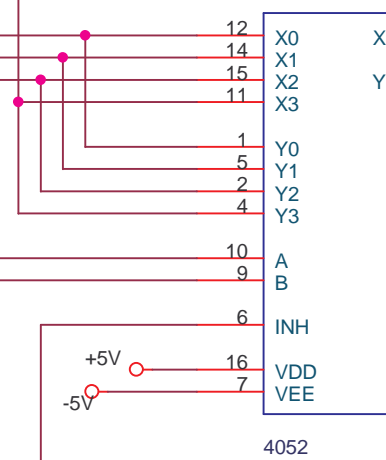 12 X0 X
14 X1
15 X2 Y
11 X3
1 Y0
5 Y1
2 Y2
4 Y3
10 A
9 B
6 INH
+5V 16 VDD
-5V 7 VEE
4052